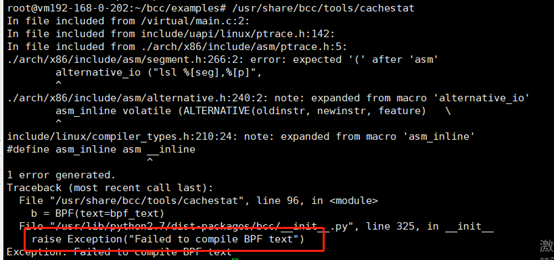 root@vm192-168-0-202:~/bcc/examples# /usr/share/bcc/tools/cachestat
In file included from /virtual/main.c:2:
In file included from include/uapi/linux/ptrace.h:142:
In file included from ./arch/x86/include/asm/ptrace.h:5:
./arch/x86/include/asm/segment.h:266:2: error: expected '(' after 'asm'
alternative_io ("lsl %[seg],%[p]",
^
./arch/x86/include/asm/alternative.h:240:2: note: expanded from macro 'alternative_io'
asm_inline volatile (ALTERNATIVE(oldinstr, newinstr, feature) \
^
include/linux/compiler_types.h:210:24: note: expanded from macro 'asm_inline'
#define asm_inline asm __inline
^
1 error generated.
Traceback (most recent call last):
File "/usr/share/bcc/tools/cachestat", line 96, in <module>
b = BPF(text=bpf_text)
File "/usr/lib/python2.7/dist-packages/bcc/__init__.py", line 325, in __init__
raise Exception("Failed to compile BPF text")
Exception: Failed to compile BPF text
激